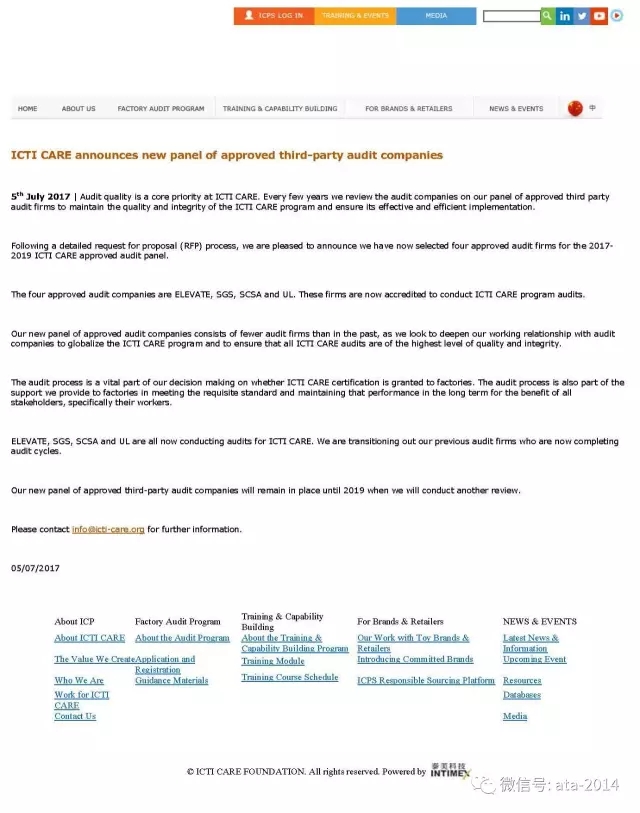 ICPS LOG IN
TRAINING & EVENTS
MEDIA
HOME
ABOUT US
FACTORY AUDIT PROGRAM
TRAINING & CAPABILITY BUILDING
FOR BRANDS & RETAILERS
NEWS & EVENTS
中
ICTI CARE announces new panel of approved third-party audit companies
5th July 2017 | Audit quality is a core priority at ICTI CARE. Every few years we review the audit companies on our panel of approved third party
audit firms to maintain the quality and integrity of the ICTI CARE program and ensure its effective and efficient implementation.
Following a detailed request for proposal (RFP) process, we are pleased to announce we have now selected four approved audit firms for the 2017-
2019 ICTI CARE approved audit panel.
The four approved audit companies are ELEVATE, SGS, SCSA and UL. These firms are now accredited to conduct ICTI CARE program audits.
Our new panel of approved audit companies consists of fewer audit firms than in the past, as we look to deepen our working relationship with audit
companies to globalize the ICTI CARE program and to ensure that all ICTI CARE audits are of the highest level of quality and integrity.
The audit process is a vital part of our decision making on whether ICTI CARE certification is granted to factories. The audit process is also part of the
support we provide to factories in meeting the requisite standard and maintaining that performance in the long term for the benefit of all
stakeholders, specifically their workers.
ELEVATE, SGS, SCSA and UL are all now conducting audits for ICTI CARE. We are transitioning out our previous audit firms who are now completing
audit cycles.
Our new panel of approved third-party audit companies will remain in place until 2019 when we will conduct another review.
Please contact info@icti-care.org for further information.
05/07/2017
About ICP
About ICTI CARE
The Value We Create
Who We Are
Work for ICTI
CARE
Contact Us
Factory Audit Program
About the Audit Program
Application and
Registration
Guidance Materials
Training & Capability
Building
About the Training &
Capability Building Program
Training Module
Training Course Schedule
For Brands & Retailers
Our Work with Toy Brands &
Retailers
Introducing Committed Brands
ICPS Responsible Sourcing Platform
NEWS & EVENTS
Latest News &
Information
Upcoming Event
Resources
Databases
Media
© ICTI CARE FOUNDATION. All rights reserved. Powered by
泰美科技
INTIMEX
微信号: ata-2014